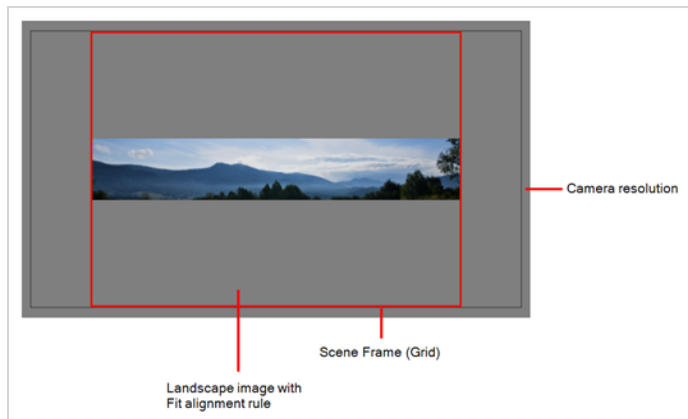 Camera resolution
Scene Frame (Grid)
Landscape image with
Fit alignment rule